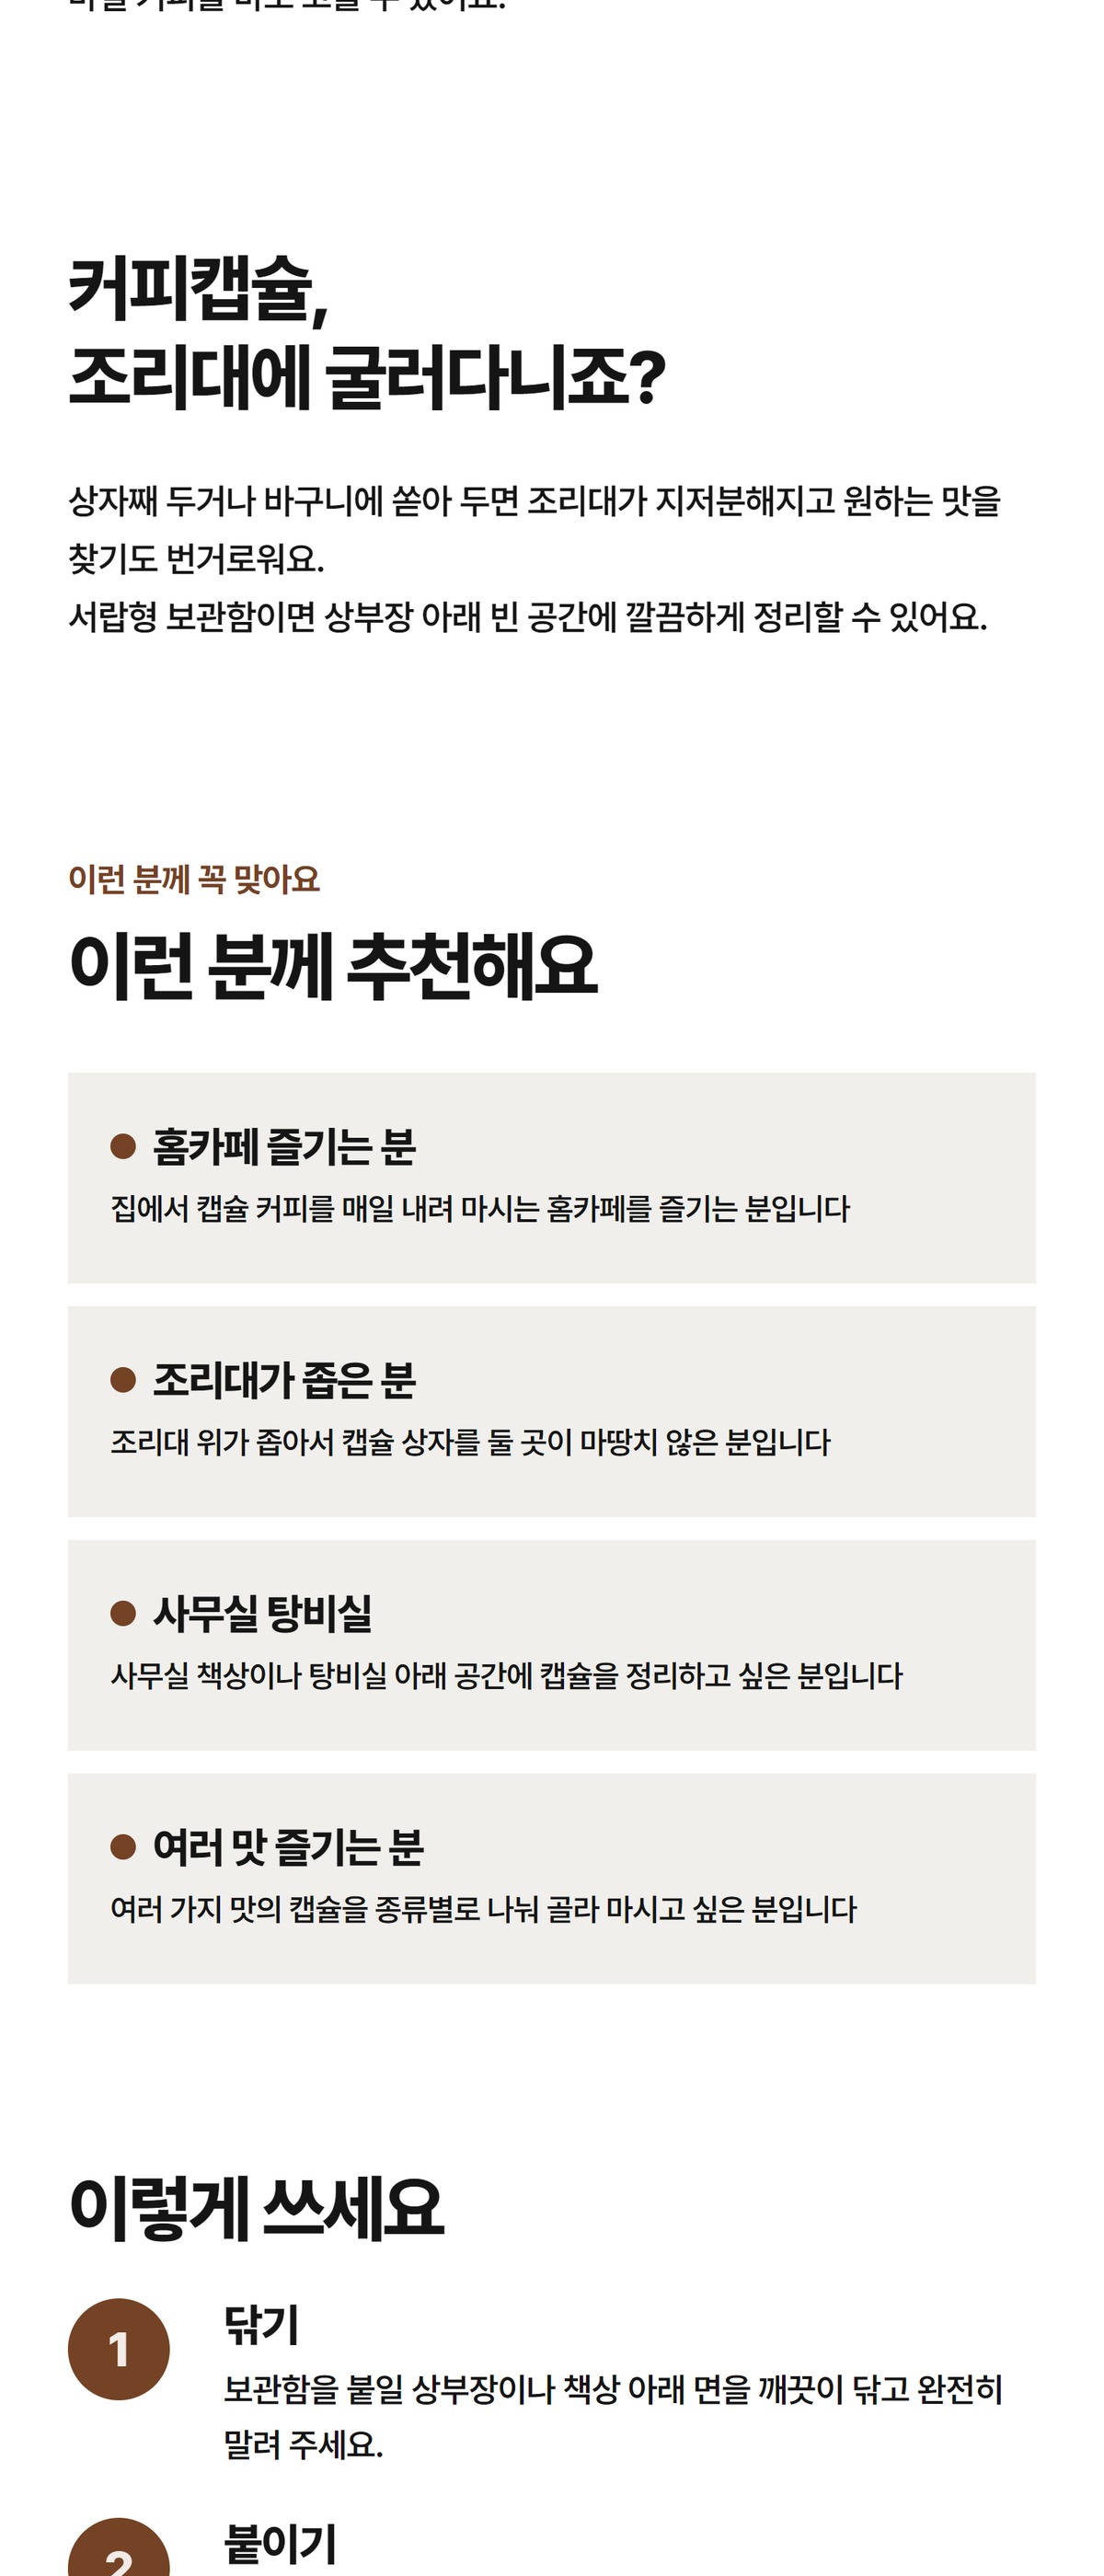 커피캡슐,
조리대에 굴러다니죠?
상자째 두거나 바구니에 쏟아 두면 조리대가 지저분해지고 원하는 맛을
찾기도 번거로워요.
서랍형 보관함이면 상부장 아래 빈 공간에 깔끔하게 정리할 수 있어요.
이런 분께 꼭 맞아요
이런 분께 추천해요
홈카페 즐기는 분
집에서 캡슐 커피를 매일 내려 마시는 홈카페를 즐기는 분입니다
조리대가 좁은 분
조리대 위가 좁아서 캡슐 상자를 둘 곳이 마땅치 않은 분입니다
사무실 탕비실
사무실 책상이나 탕비실 아래 공간에 캡슐을 정리하고 싶은 분입니다
여러 맛 즐기는 분
여러 가지 맛의 캡슐을 종류별로 나눠 골라 마시고 싶은 분입니다
이렇게 쓰세요
1
닦기
보관함을 붙일 상부장이나 책상 아래 면을 깨끗이 닦고 완전히
말려 주세요.
2
붙이기